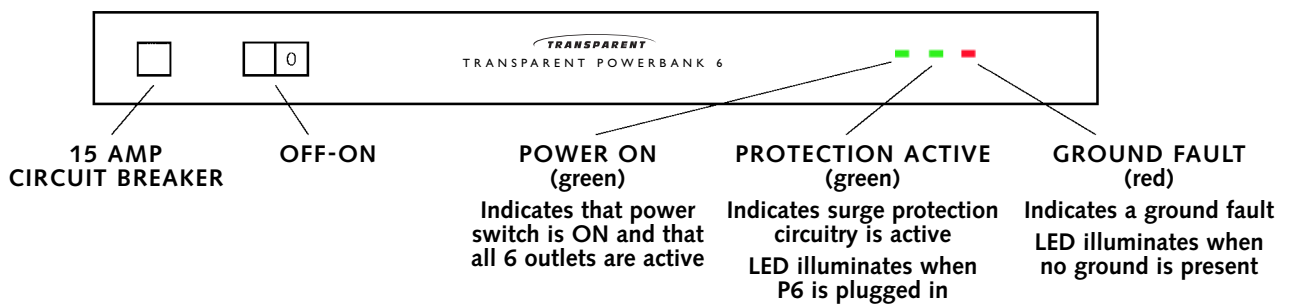 TRANSPARENT
TRANSPARENT POWERBANK 6
0
15 AMP
CIRCUIT BREAKER
OFF-ON
POWER ON
(green)
Indicates that power
switch is ON and that
all 6 outlets are active
PROTECTION ACTIVE
(green)
Indicates surge protection
circuitry is active
LED illuminates when
P6 is plugged in
GROUND FAULT
(red)
Indicates a ground fault
LED illuminates when
no ground is present